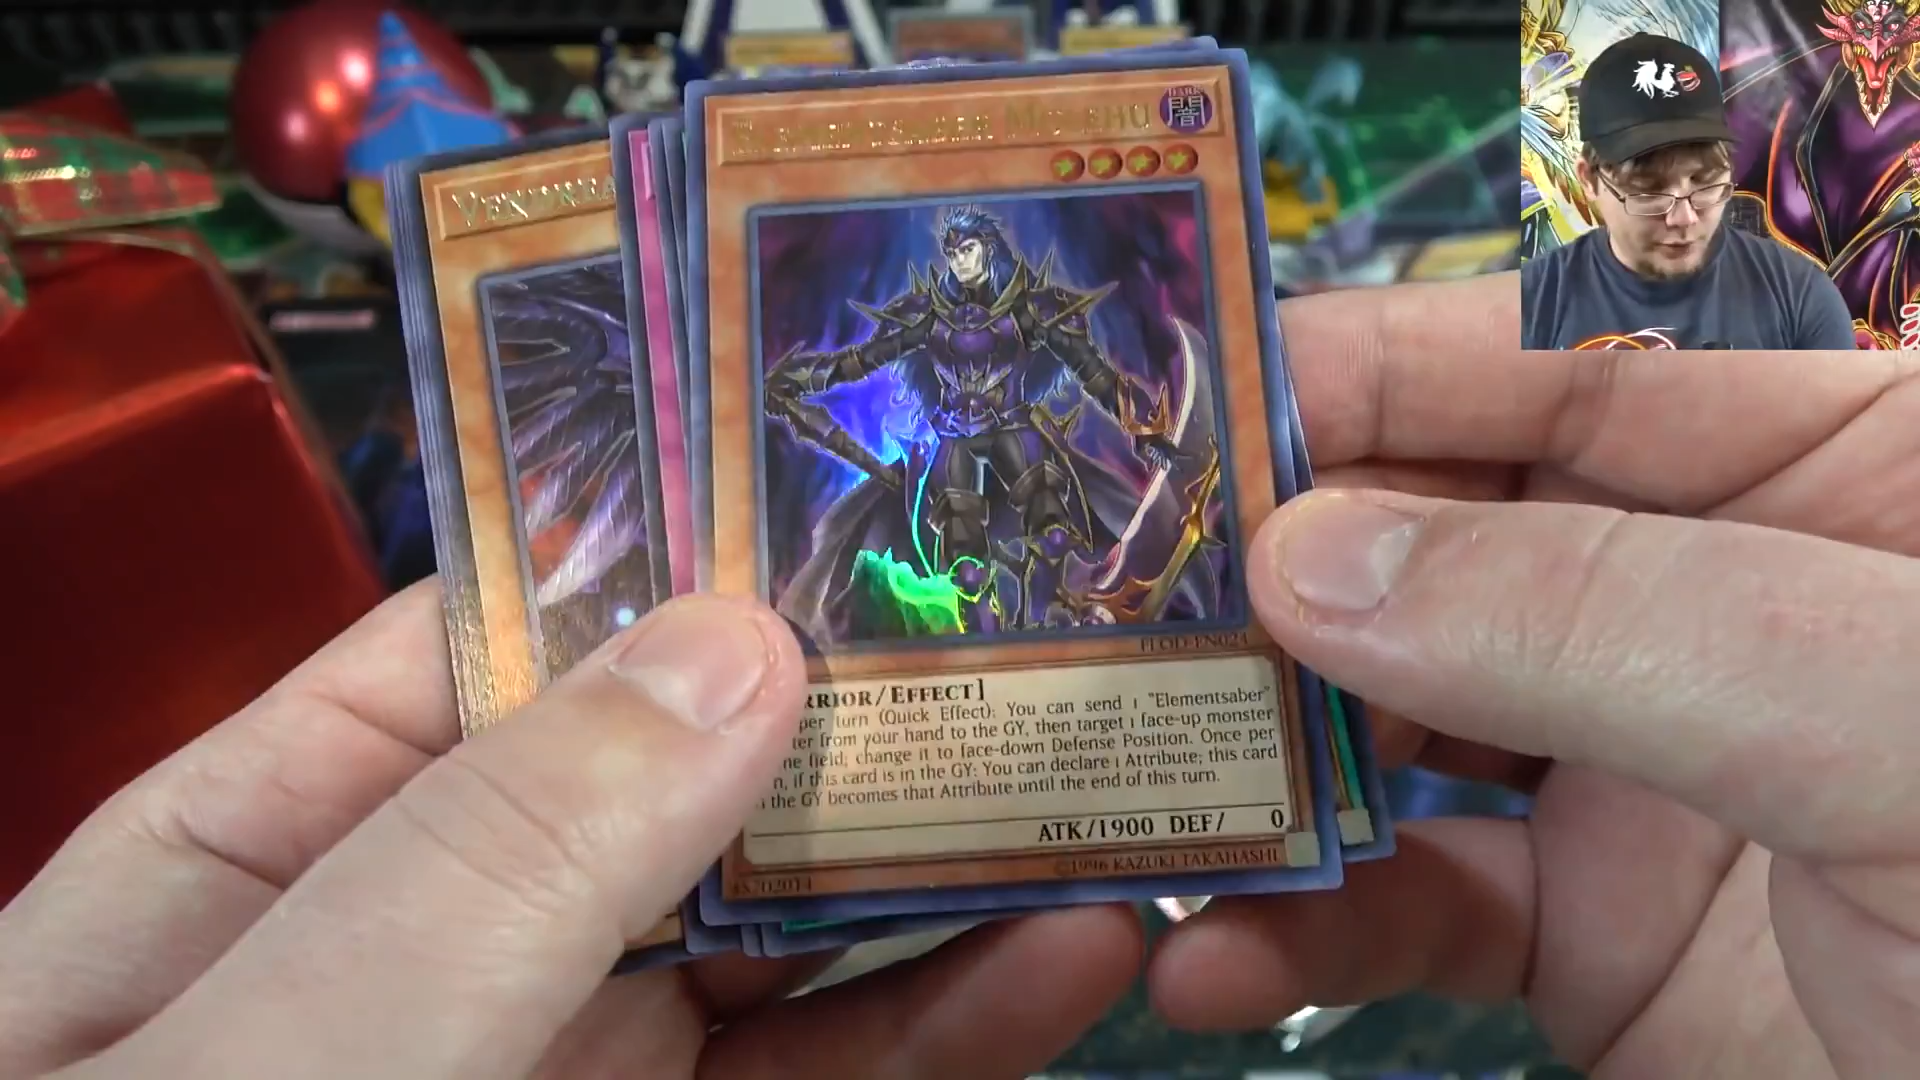 ELEMENTSABER MOLEHU
DARK
闇
VENDREA
FLOD-EN024
RRIOR/EFFECT]
per turn (Quick Effect): You can send 1 "Elementsaber"
ter from your hand to the GY, then target 1 face-up monster
he field; change it to face-down Defense Position. Once per
n, if this card is in the GY: You can declare 1 Attribute; this card
n the GY becomes that Attribute until the end of this turn.
ATK/1900 DEF/ 0
©1996 KAZUKI TAKAHASHI